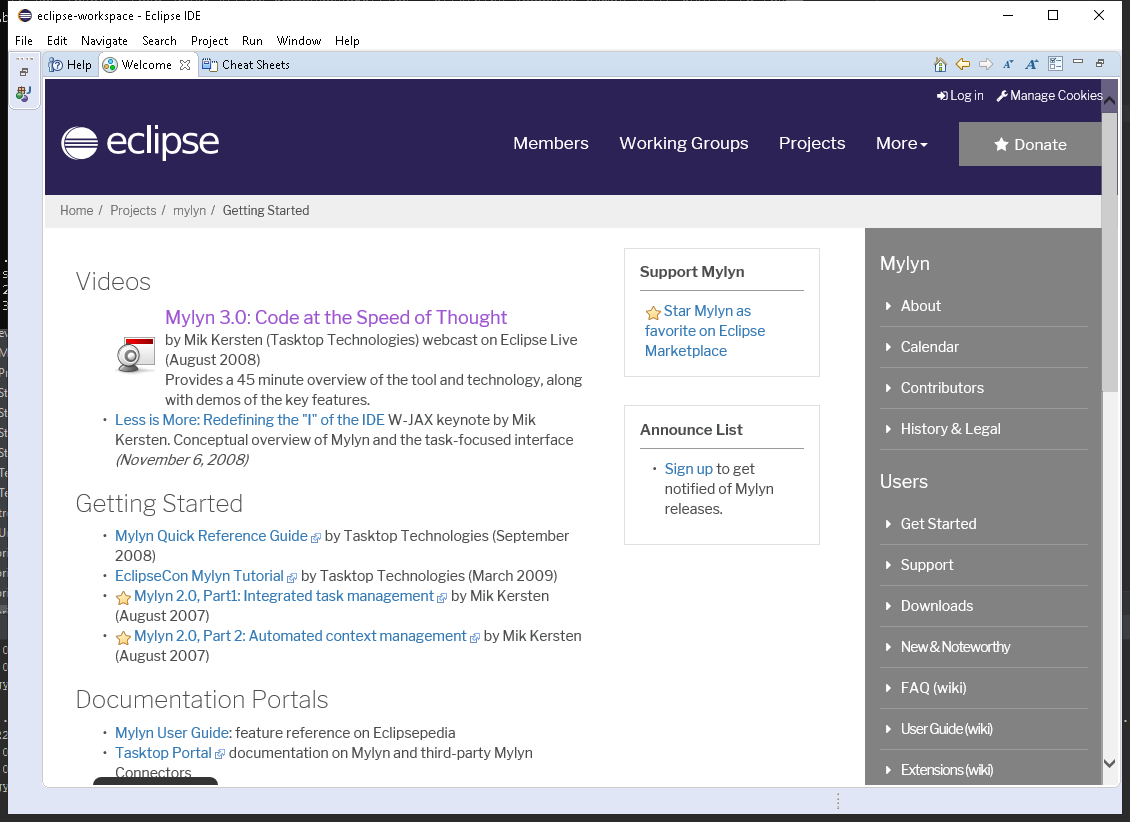 eclipse-workspace - Eclipse IDE
File Edit Navigate Search Project Run Window Help
Help Welcome Cheat Sheets
Log in Manage Cookies
eclipse
Members Working Groups Projects More Donate
Home / Projects / mylyn / Getting Started
Videos
Mylyn 3.0: Code at the Speed of Thought
by Mik Kersten (Tasktop Technologies) webcast on Eclipse Live
(August 2008)
Provides a 45 minute overview of the tool and technology, along
with demos of the key features.
Less is More: Redefining the "I" of the IDE W-JAX keynote by Mik
Kersten. Conceptual overview of Mylyn and the task-focused interface
(November 6, 2008)
Getting Started
Mylyn Quick Reference Guide by Tasktop Technologies (September
2008)
EclipseCon Mylyn Tutorial by Tasktop Technologies (March 2009)
Mylyn 2.0, Part1: Integrated task management by Mik Kersten
(August 2007)
Mylyn 2.0, Part 2: Automated context management by Mik Kersten
(August 2007)
Documentation Portals
Mylyn User Guide: feature reference on Eclipsepedia
Tasktop Portal documentation on Mylyn and third-party Mylyn
Connectors
Support Mylyn
Star Mylyn as
favorite on Eclipse
Marketplace
Announce List
Sign up to get
notified of Mylyn
releases.
Mylyn
About
Calendar
Contributors
History & Legal
Users
Get Started
Support
Downloads
New & Noteworthy
FAQ (wiki)
User Guide (wiki)
Extensions (wiki)